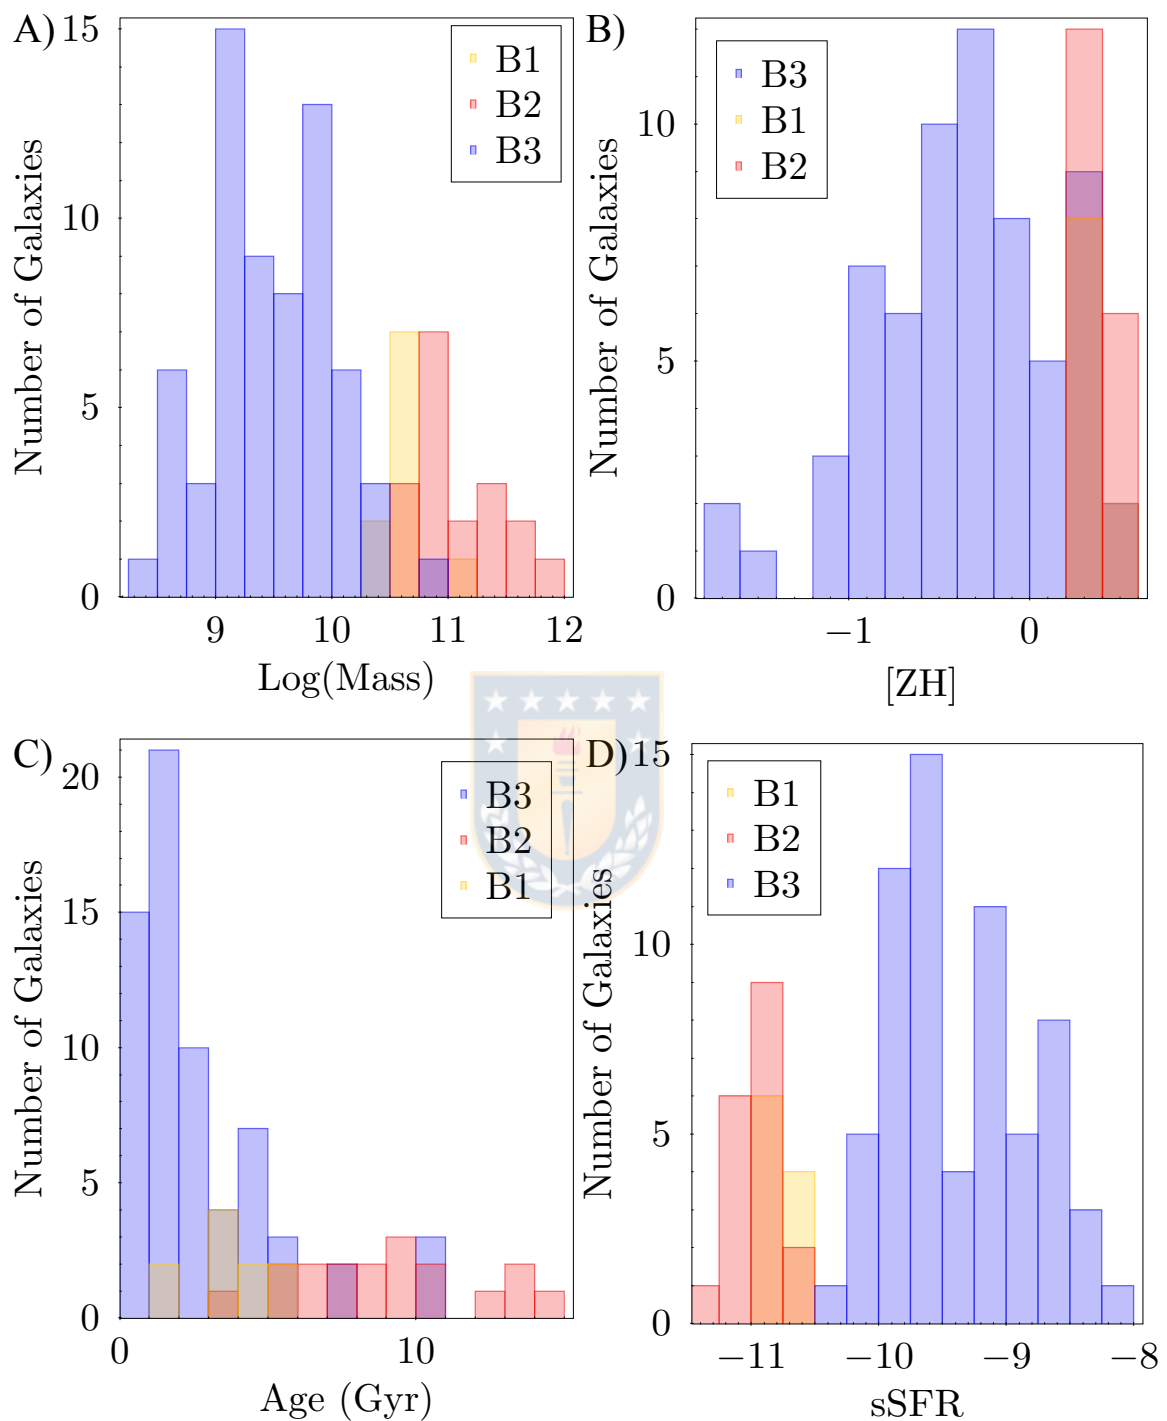 A)
15
10
5
0
Number of Galaxies
B1
B2
B3
9 10 11 12
Log(Mass)
B)
10
5
0
Number of Galaxies
B3
B1
B2
−1 0
[ZH]
C)
20
15
10
5
0
Number of Galaxies
B3
B2
B1
0 10
Age (Gyr)
D)
15
10
5
0
Number of Galaxies
B1
B2
B3
−11 −10 −9 −8
sSFR